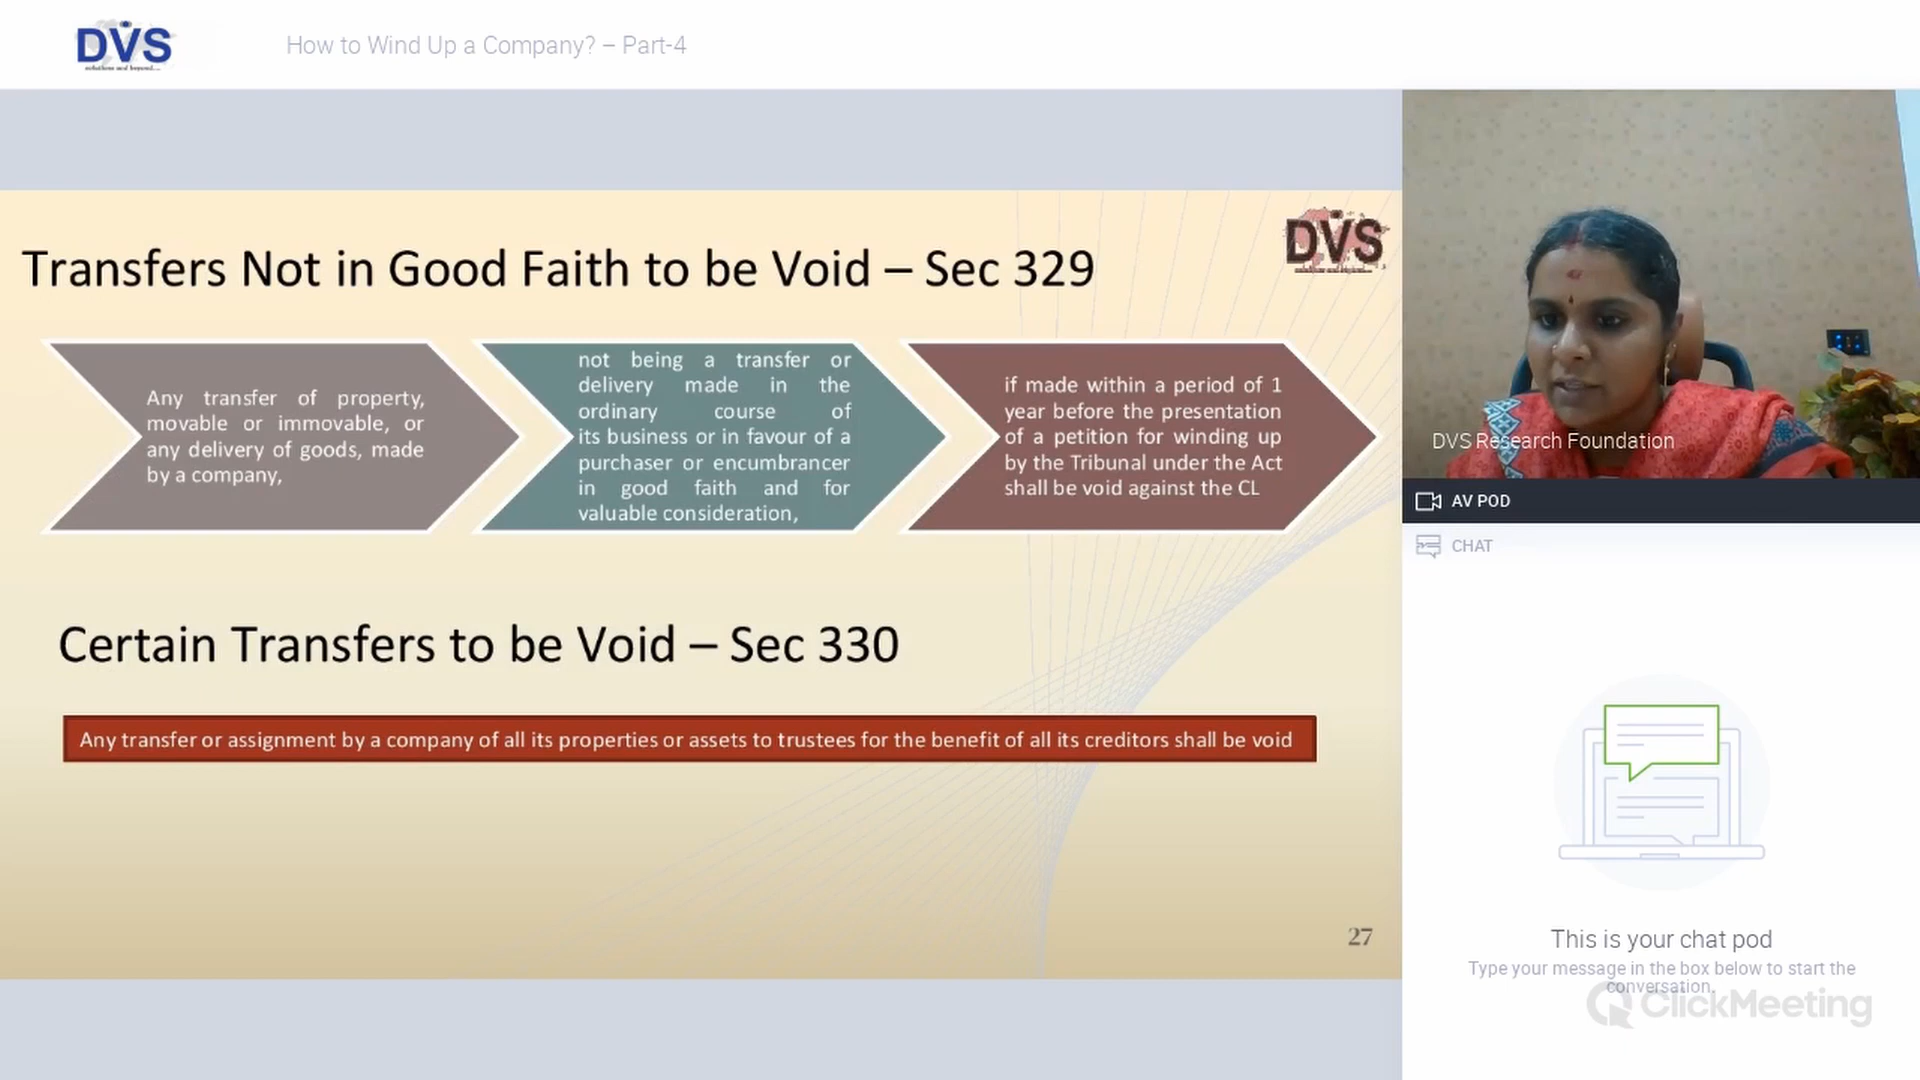 DVS
solutions and beyond....
How to Wind Up a Company? – Part-4
Transfers Not in Good Faith to be Void – Sec 329
DVS
Any transfer of property,
movable or immovable, or
any delivery of goods, made
by a company,
not being a transfer or
delivery made in the
ordinary course of
its business or in favour of a
purchaser or encumbrancer
in good faith and for
valuable consideration,
if made within a period of 1
year before the presentation
of a petition for winding up
by the Tribunal under the Act
shall be void against the CL
Certain Transfers to be Void – Sec 330
Any transfer or assignment by a company of all its properties or assets to trustees for the benefit of all its creditors shall be void
27
DVS Research Foundation
AV POD
CHAT
This is your chat pod
Type your message in the box below to start the
conversation.
ClickMeeting